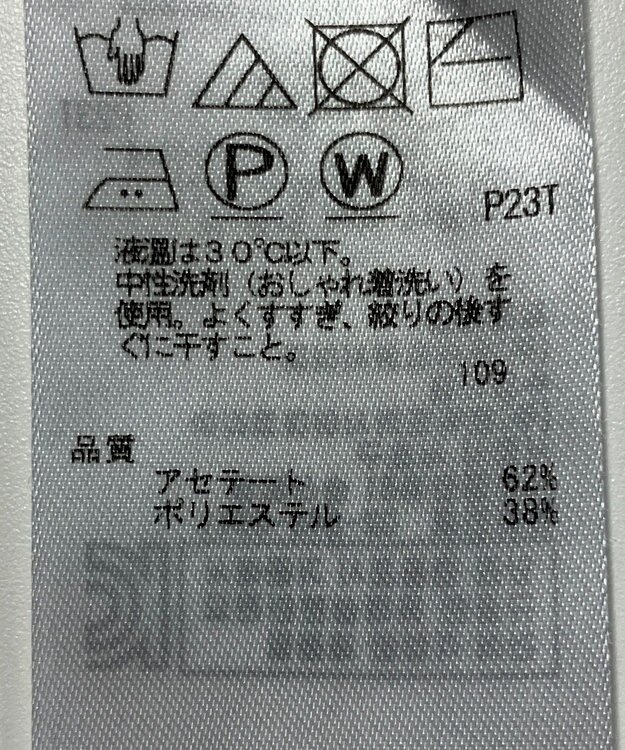 P W
P23T
液温は30℃以下。
中性洗剤(おしゃれ着洗い)を
使用。よくすすぎ、絞りの後す
ぐに干すこと。
109
品質
アセテート 62%
ポリエステル 38%